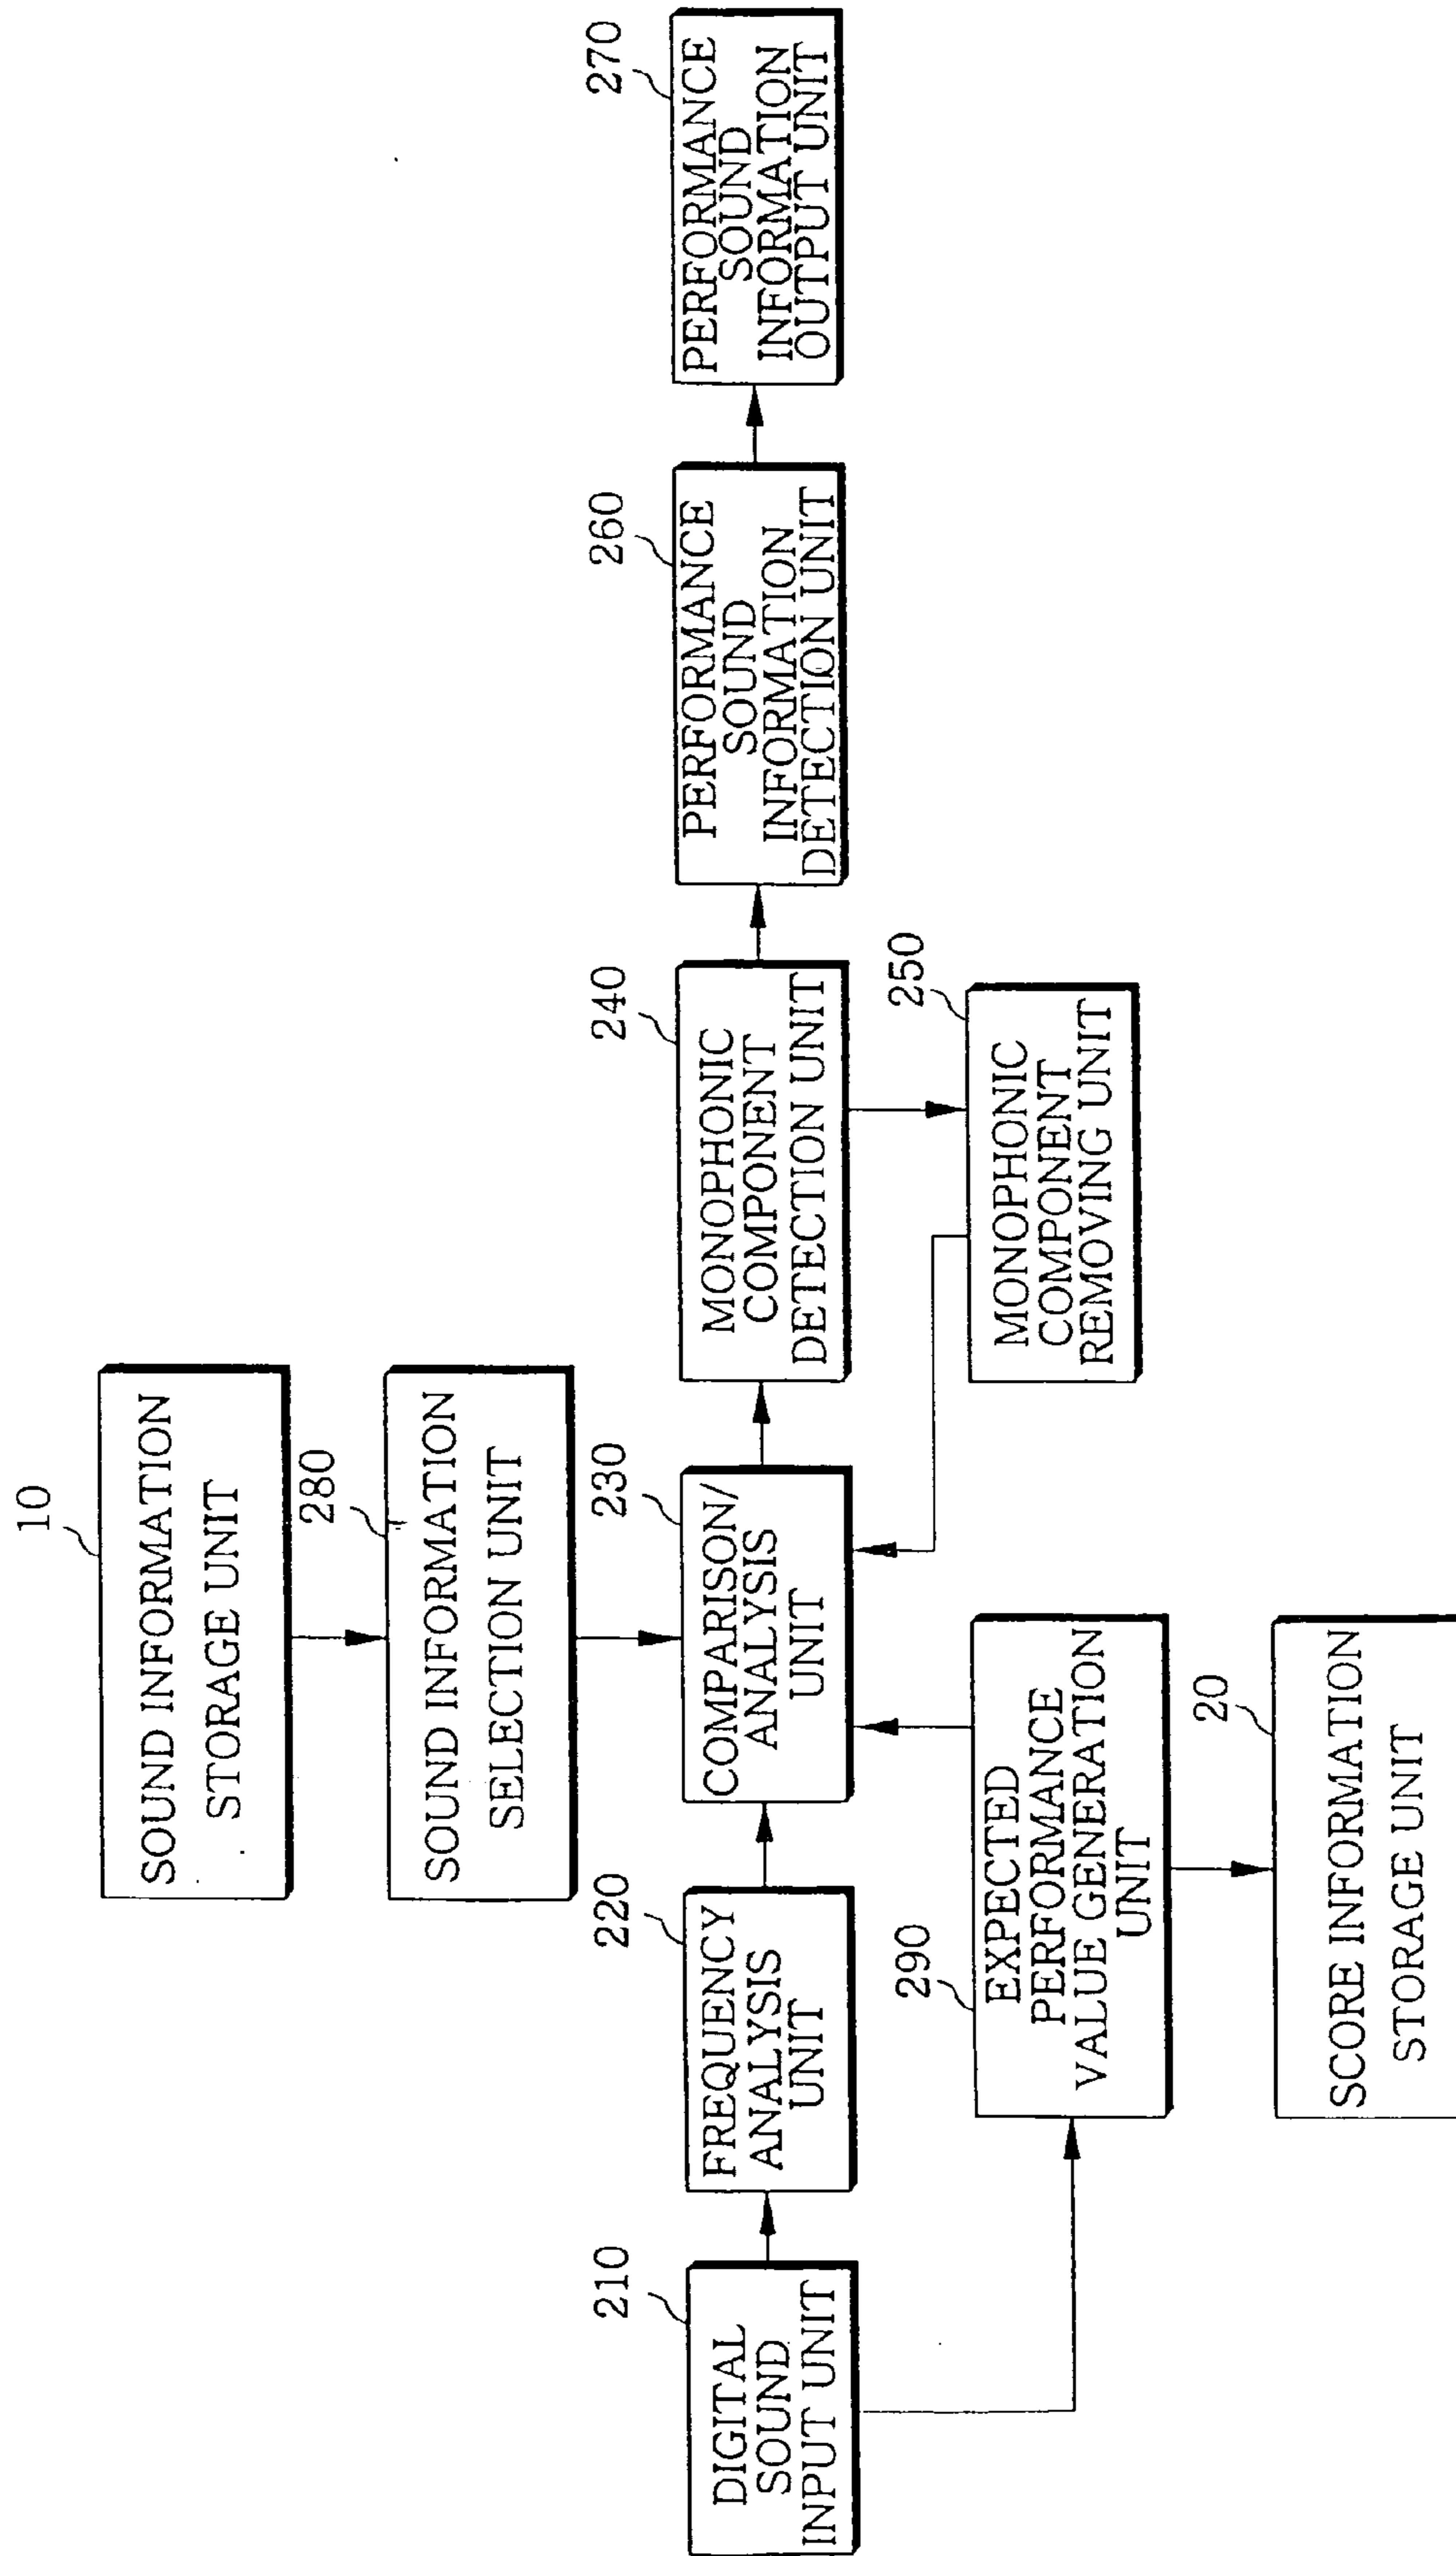 10
SOUND INFORMATION
STORAGE UNIT
280
SOUND INFORMATION
SELECTION UNIT
210
DIGITAL
SOUND
INPUT UNIT
220
FREQUENCY
ANALYSIS
UNIT
230
COMPARISON/
ANALYSIS
UNIT
240
MONOPHONIC
COMPONENT
DETECTION UNIT
260
PERFORMANCE
SOUND
INFORMATION
DETECTION UNIT
270
PERFORMANCE
SOUND
INFORMATION
OUTPUT UNIT
290
EXPECTED
PERFORMANCE
VALUE GENERATION
UNIT
250
MONOPHONIC
COMPONENT
REMOVING UNIT
20
SCORE INFORMATION
STORAGE UNIT